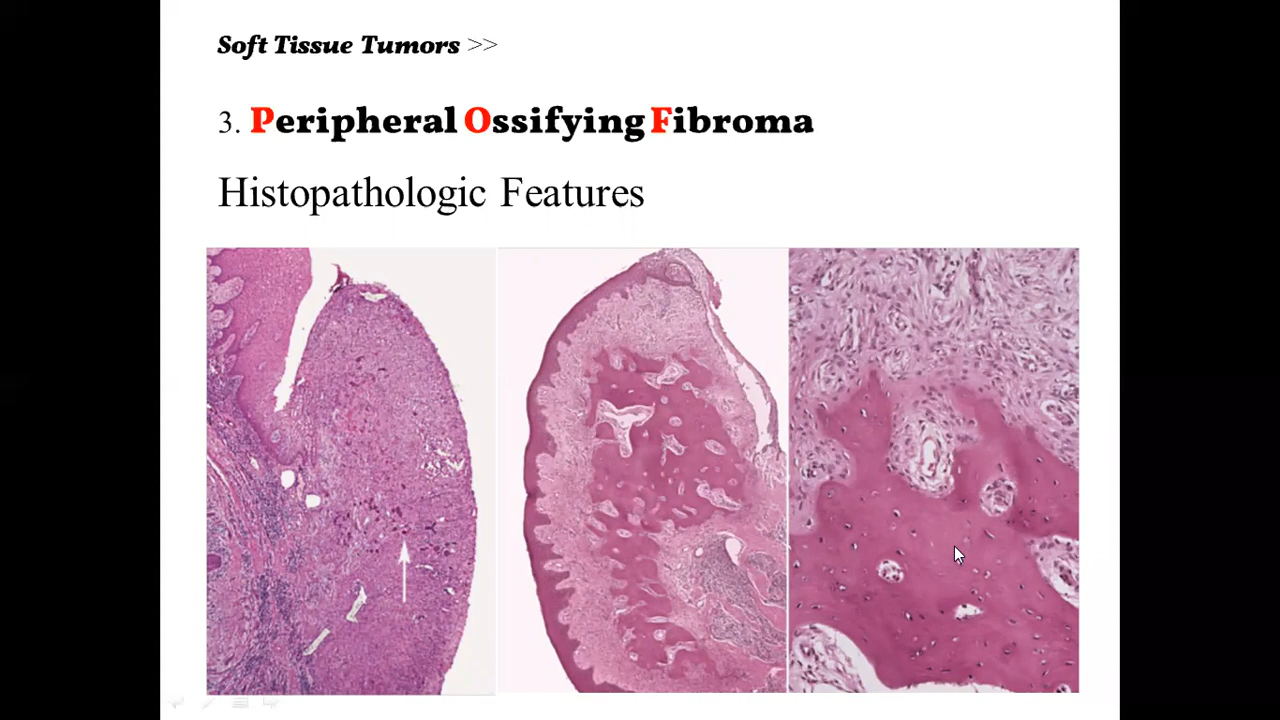 Soft Tissue Tumors >>
3. Peripheral Ossifying Fibroma
Histopathologic Features